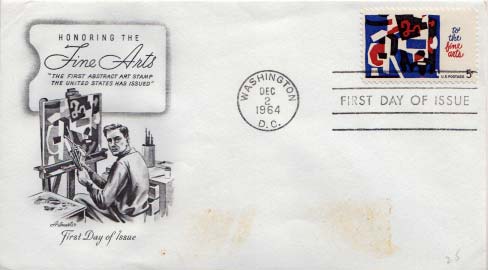 HONORING THE
Fine Arts
"THE FIRST ABSTRACT ART STAMP
THE UNITED STATES HAS ISSUED"
First Day of Issue
WASHINGTON
DEC
2
1964
D.C.
FIRST DAY OF ISSUE
to
the
fine
arts
U.S. POSTAGE 5¢
25